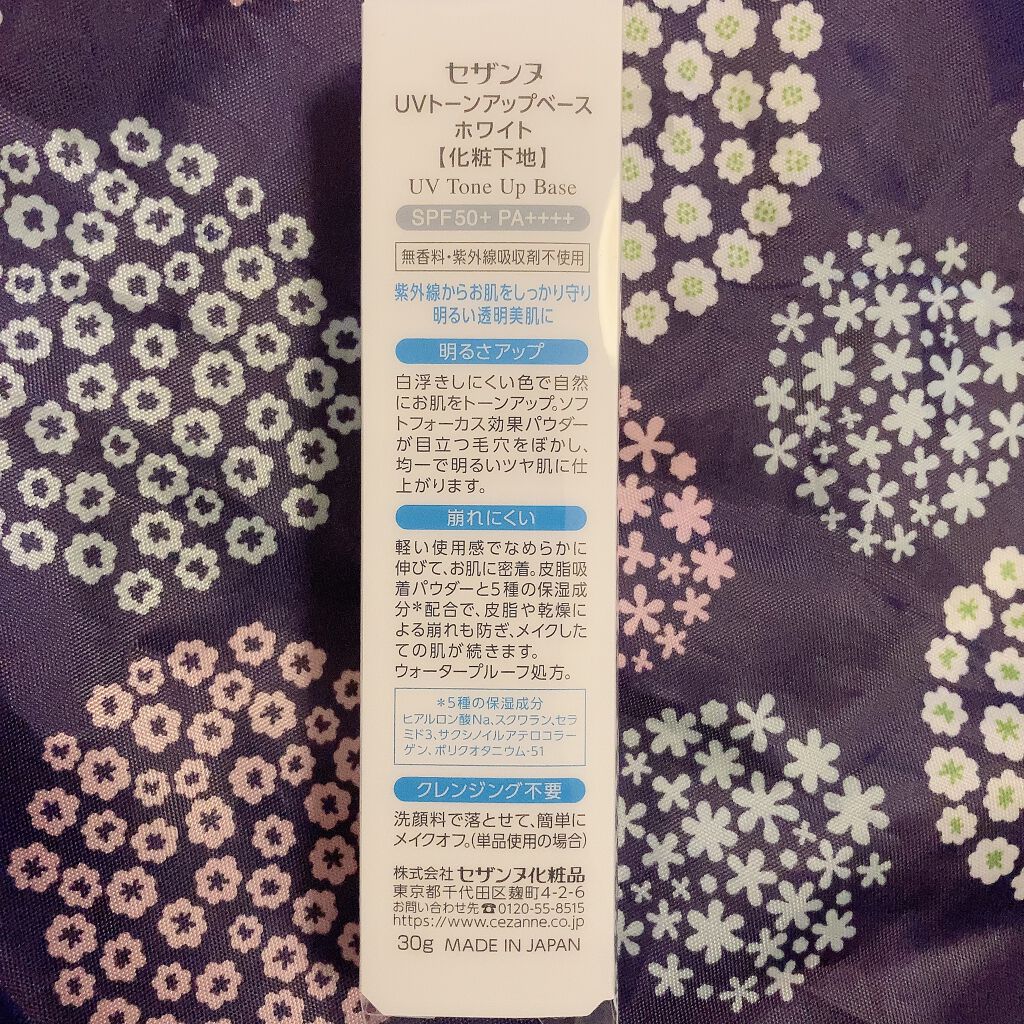 セザンヌ
UVトーンアップベース
ホワイト
【化粧下地】
UV Tone Up Base
SPF50+ PA++++
無香料・紫外線吸収剤不使用
紫外線からお肌をしっかり守り
明るい透明美肌に
明るさアップ
白浮きしにくい色で自然
にお肌をトーンアップ。ソフ
トフォーカス効果パウダー
が目立つ毛穴をぼかし、
均一で明るいツヤ肌に仕
上がります。
崩れにくい
軽い使用感でなめらかに
伸びて、お肌に密着。皮脂吸
着パウダーと5種の保湿成
分*配合で、皮脂や乾燥に
よる崩れも防ぎ、メイクした
ての肌が続きます。
ウォータープルーフ処方。
*5種の保湿成分
ヒアルロン酸Na、スクワラン、セラ
ミド3、サクシノイルアテロコラー
ゲン、ポリクオタニウム-51
クレンジング不要
洗顔料で落とせて、簡単に
メイクオフ。(単品使用の場合)
株式会社 セザンヌ化粧品
東京都千代田区麹町4-2-6
お問い合わせ先☎0120-55-8515
https://www.cezanne.co.jp
30g MADE IN JAPAN